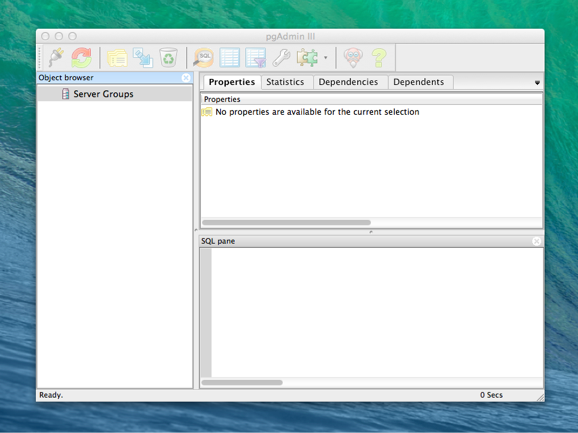 pgAdmin III
SQL
Object browser
Server Groups
Properties Statistics Dependencies Dependents
Properties
No properties are available for the current selection
SQL pane
Ready. 0 Secs